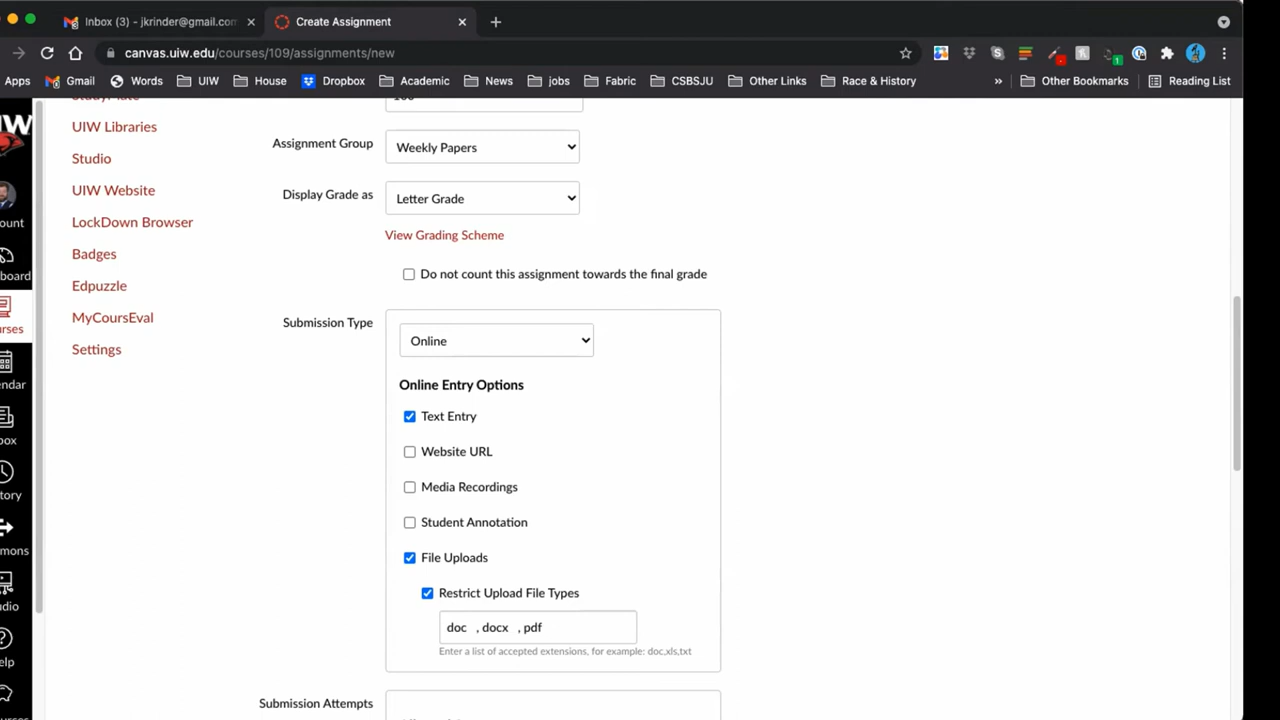 Inbox (3) - jkrinder@gmail.com
Create Assignment
canvas.uiw.edu/courses/109/assignments/new
Apps
Gmail
Words
UIW
House
Dropbox
Academic
News
jobs
Fabric
CSBSJU
Other Links
Race & History
»
Other Bookmarks
Reading List
UIW Libraries
Studio
UIW Website
LockDown Browser
Badges
Edpuzzle
MyCoursEval
Settings
Assignment Group
Weekly Papers
Display Grade as
Letter Grade
View Grading Scheme
Do not count this assignment towards the final grade
Submission Type
Online
Online Entry Options
Text Entry
Website URL
Media Recordings
Student Annotation
File Uploads
Restrict Upload File Types
doc , docx , pdf
Enter a list of accepted extensions, for example: doc,xls,txt
Submission Attempts